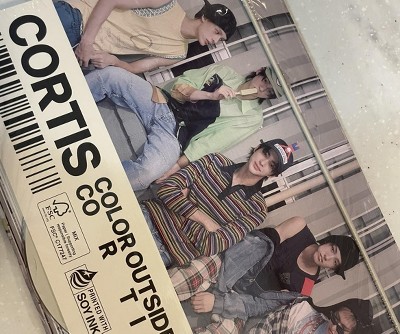 CORTIS
COLOR OUTSIDE
CO
R
T
I
MIX
FSC
PRINTED WITH
SOY INK